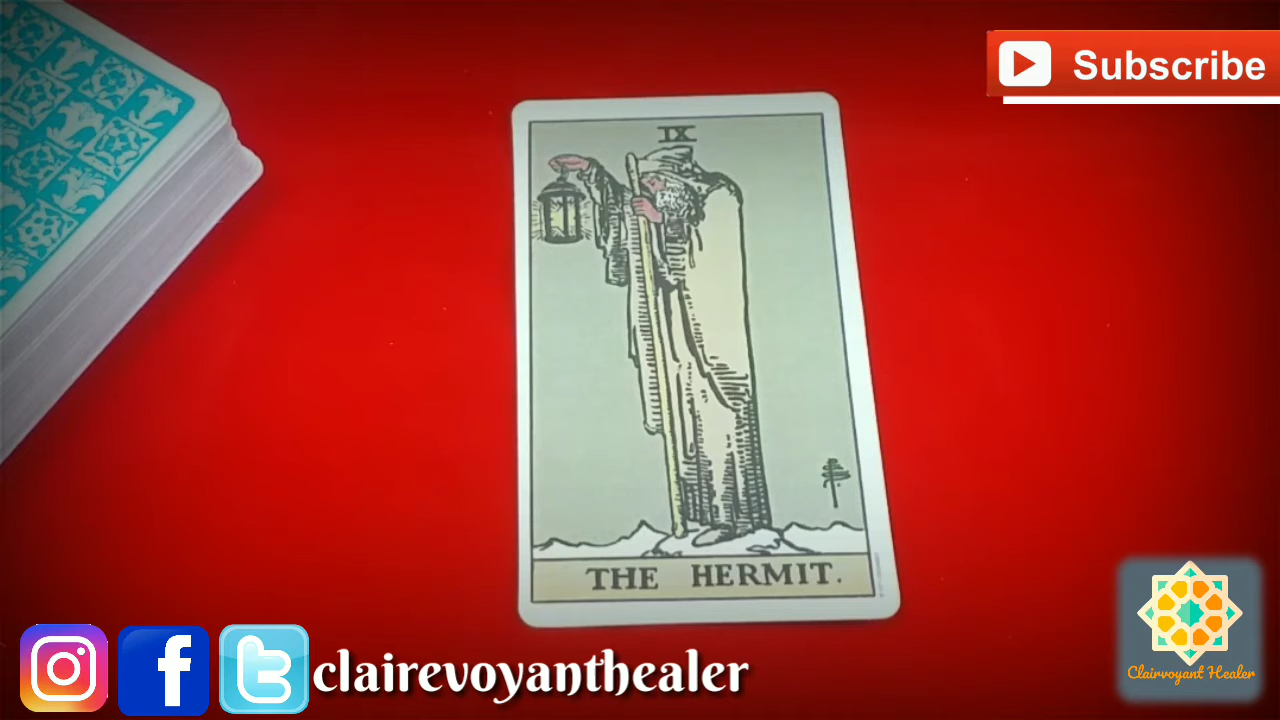 Subscribe
IX
THE HERMIT.
clairevoyanthealer
Clairvoyant Healer